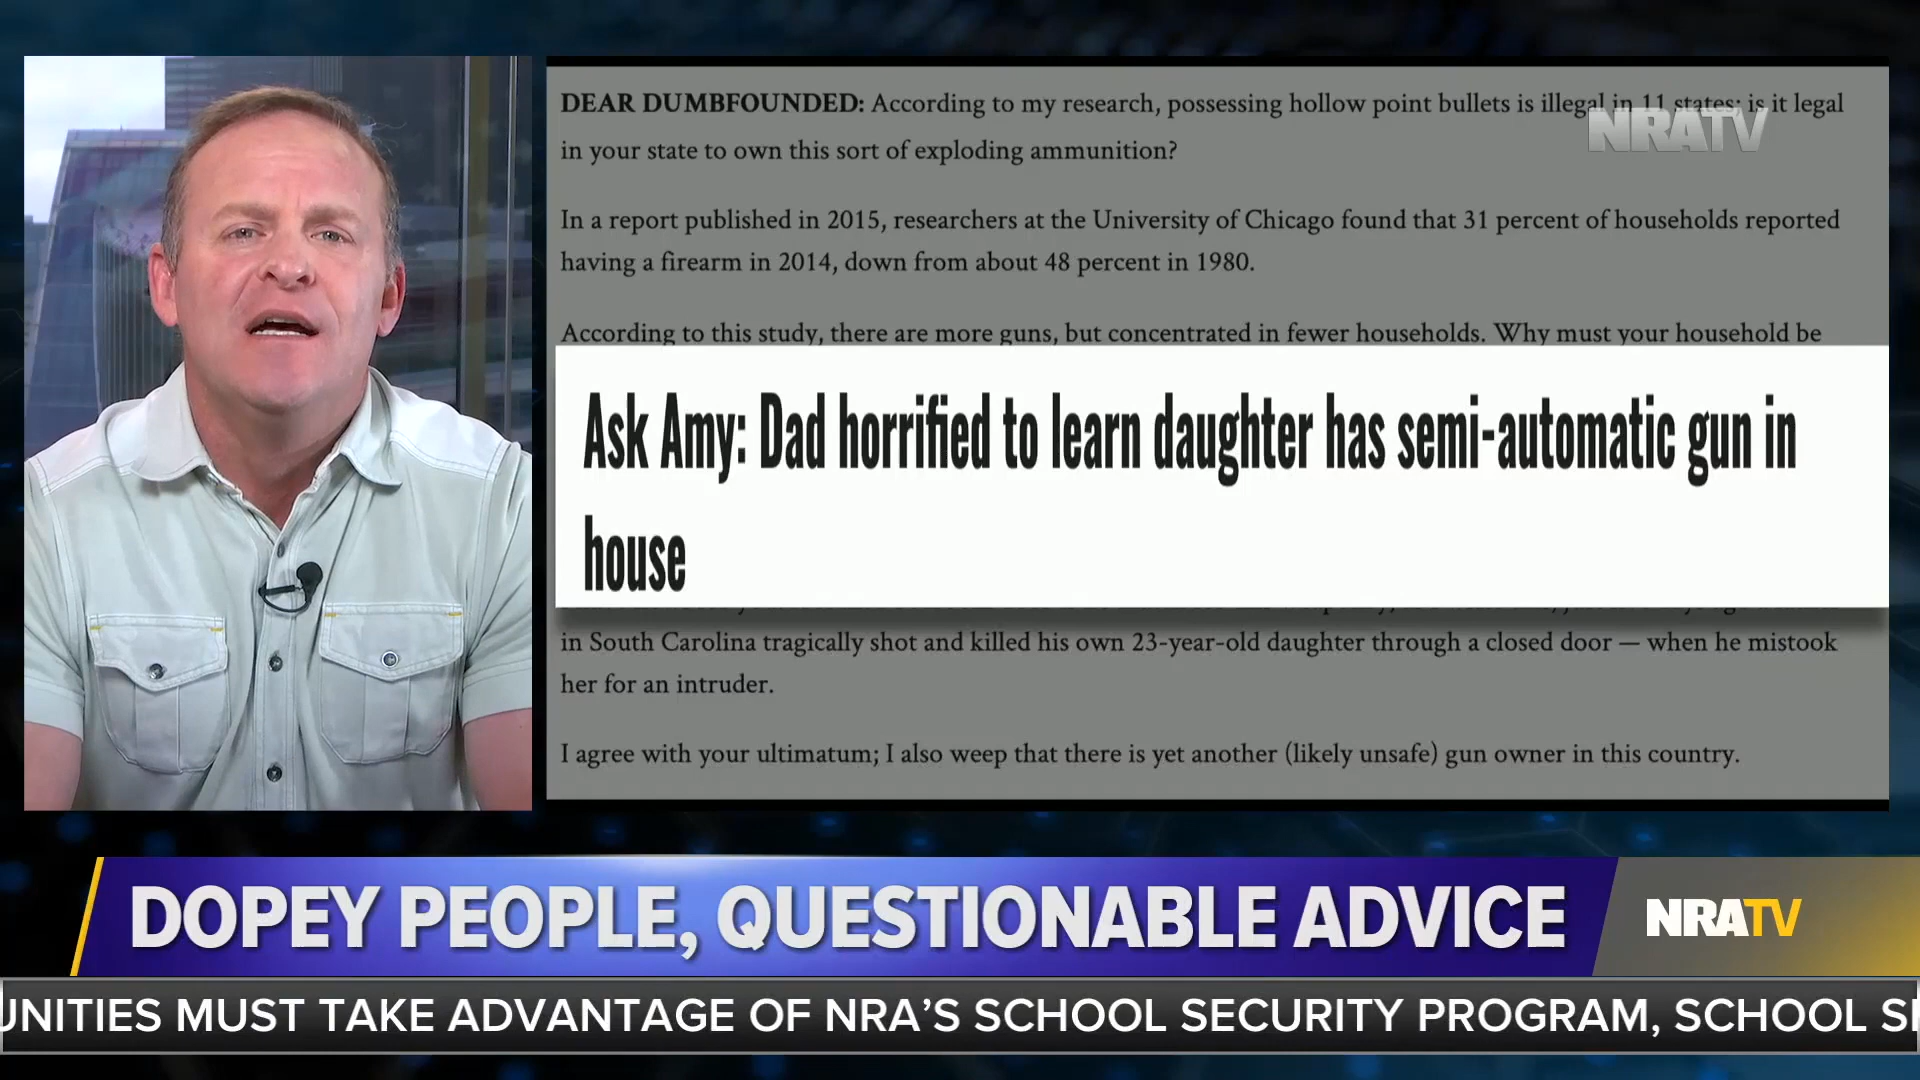 DEAR DUMBFOUNDED: According to my research, possessing hollow point bullets is illegal in 11 states; is it legal
in your state to own this sort of exploding ammunition?
NRATV
In a report published in 2015, researchers at the University of Chicago found that 31 percent of households reported
having a firearm in 2014, down from about 48 percent in 1980.
According to this study, there are more guns, but concentrated in fewer households. Why must your household be
Ask Amy: Dad horrified to learn daughter has semi-automatic gun in
house
in South Carolina tragically shot and killed his own 23-year-old daughter through a closed door — when he mistook
her for an intruder.
I agree with your ultimatum; I also weep that there is yet another (likely unsafe) gun owner in this country.
DOPEY PEOPLE, QUESTIONABLE ADVICE
NRATV
UNITIES MUST TAKE ADVANTAGE OF NRA'S SCHOOL SECURITY PROGRAM, SCHOOL